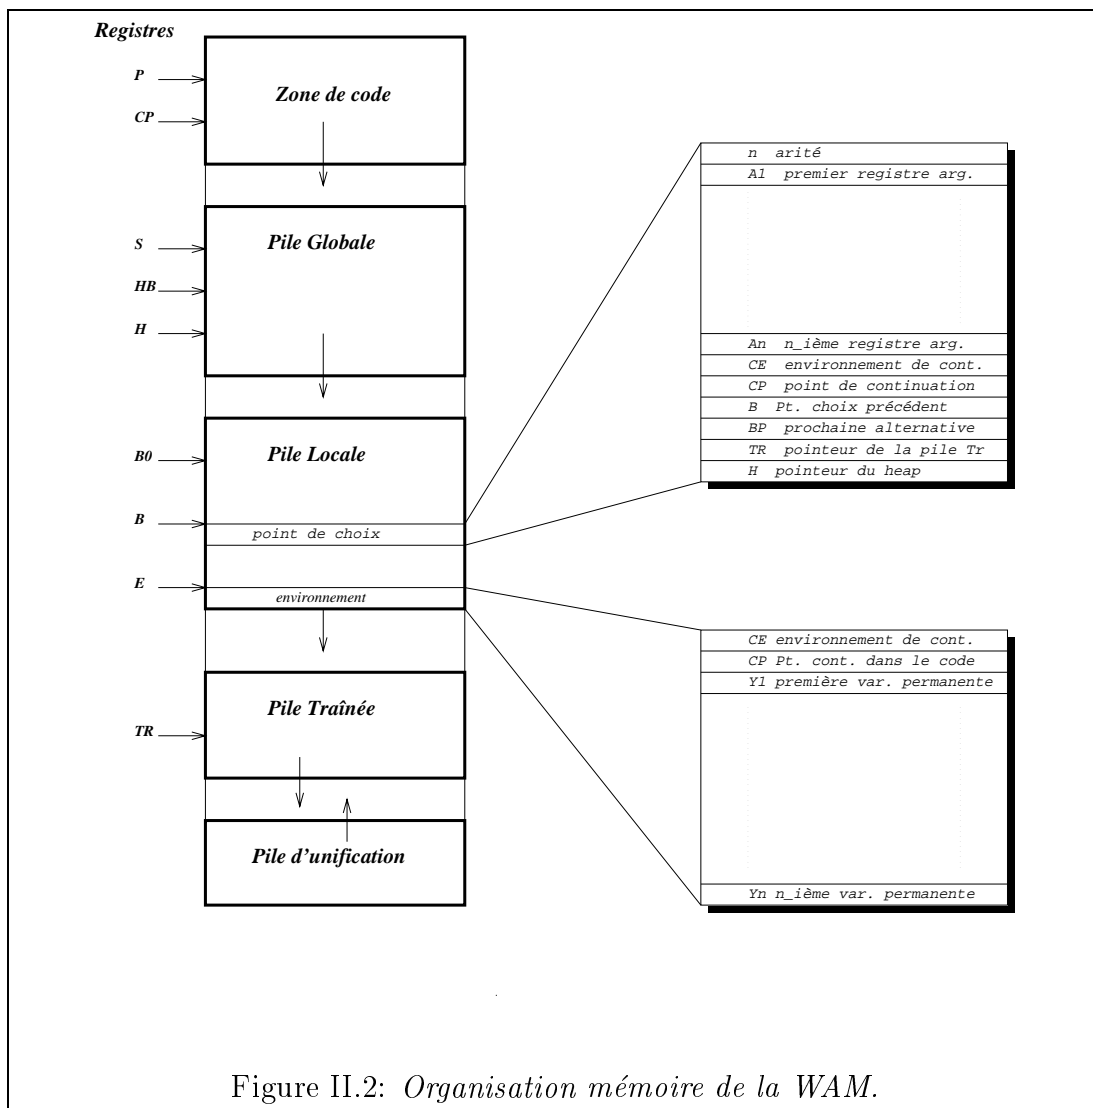 Registres
P
CP
Zone de code
S
HB
H
Pile Globale
B0
B
E
Pile Locale
point de choix
environnement
TR
Pile Traînée
Pile d'unification
n arité
A1 premier registre arg.
An n_ième registre arg.
CE environnement de cont.
CP point de continuation
B Pt. choix précédent
BP prochaine alternative
TR pointeur de la pile Tr
H pointeur du heap
CE environnement de cont.
CP Pt. cont. dans le code
Y1 première var. permanente
Yn n_ième var. permanente
Figure II.2: Organisation mémoire de la WAM.